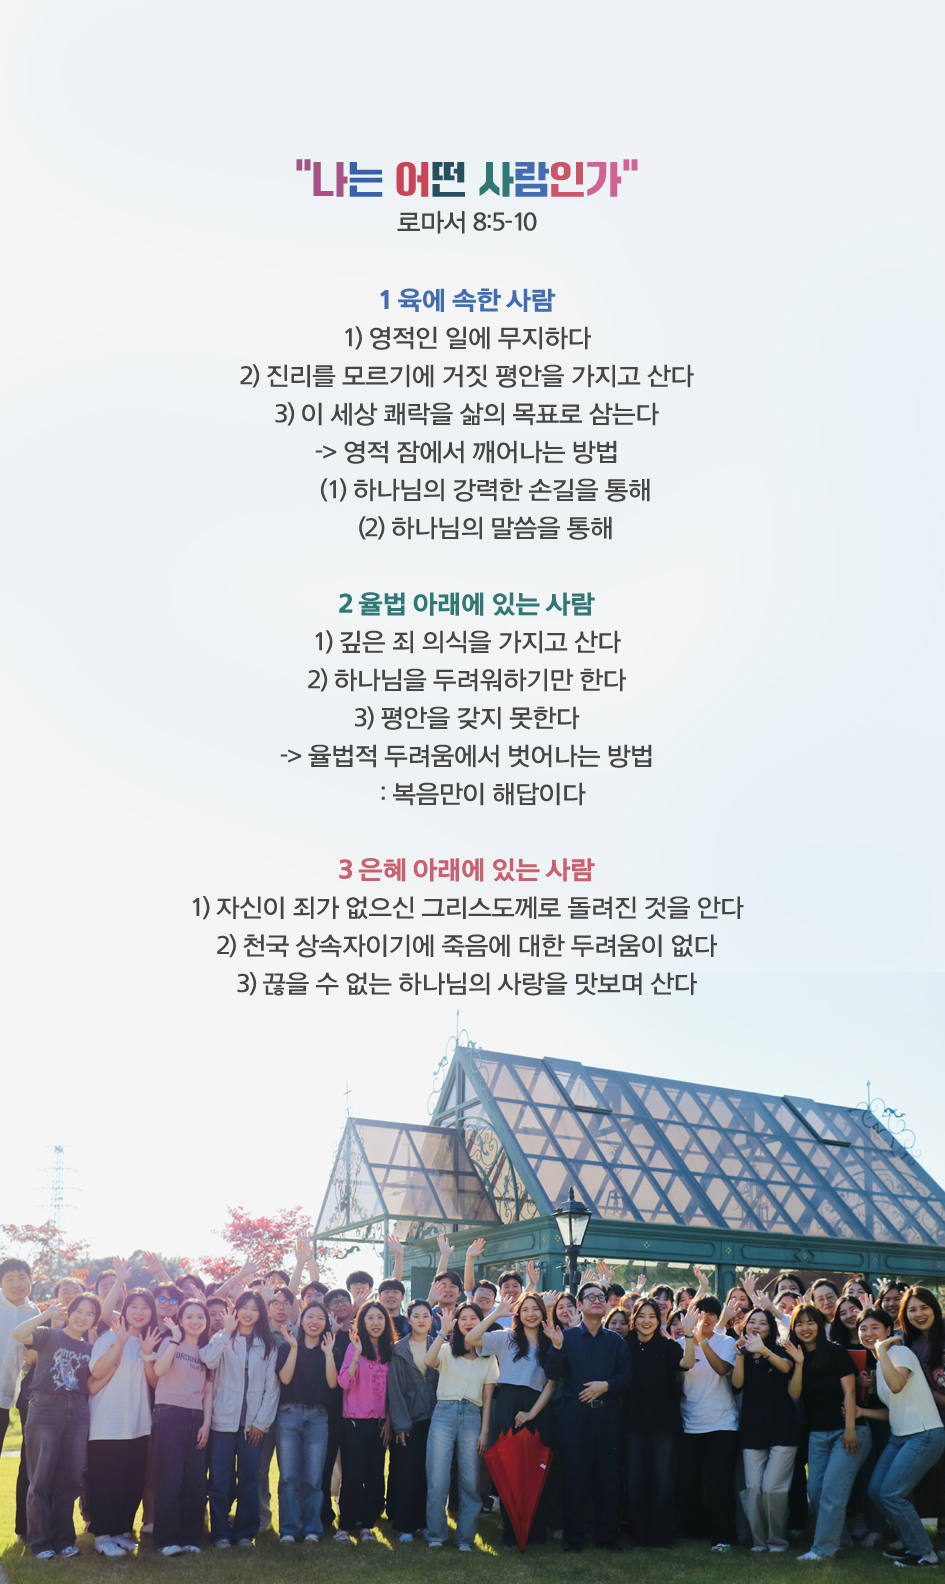 "나는 어떤 사람인가"
로마서 8:5-10
1 육에 속한 사람
1) 영적인 일에 무지하다
2) 진리를 모르기에 거짓 평안을 가지고 산다
3) 이 세상 쾌락을 삶의 목표로 삼는다
-> 영적 잠에서 깨어나는 방법
(1) 하나님의 강력한 손길을 통해
(2) 하나님의 말씀을 통해
2 율법 아래에 있는 사람
1) 깊은 죄 의식을 가지고 산다
2) 하나님을 두려워하기만 한다
3) 평안을 갖지 못한다
-> 율법적 두려움에서 벗어나는 방법
: 복음만이 해답이다
3 은혜 아래에 있는 사람
1) 자신이 죄가 없으신 그리스도께로 돌려진 것을 안다
2) 천국 상속자이기에 죽음에 대한 두려움이 없다
3) 끊을 수 없는 하나님의 사랑을 맛보며 산다